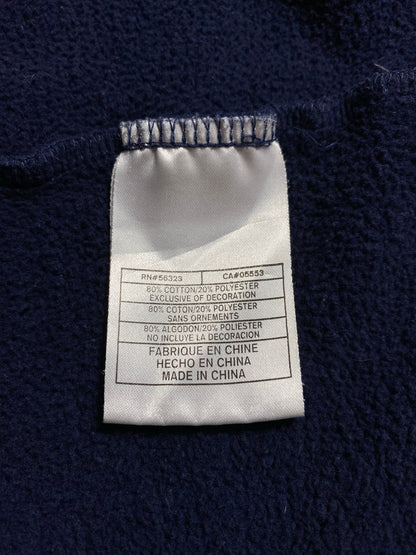 RN#56323 CA#05553
80% COTTON/20% POLYESTER
EXCLUSIVE OF DECORATION
80% COTON/20% POLYESTER
SANS ORNEMENTS
80% ALGODON/20% POLIESTER
NO INCLUYE LA DECORACION
FABRIQUE EN CHINE
HECHO EN CHINA
MADE IN CHINA